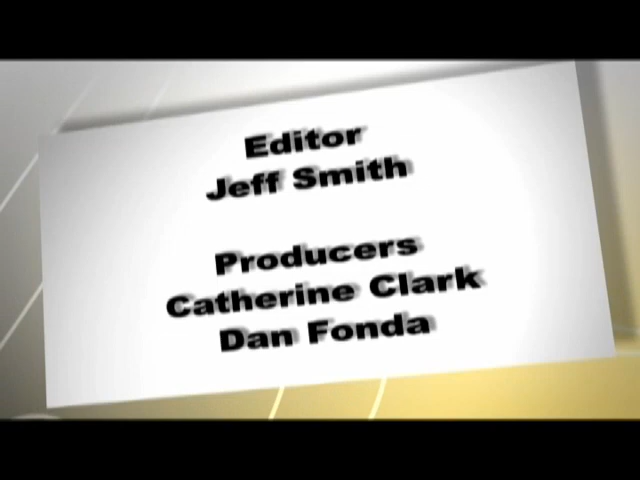 Editor
Jeff Smith
Producers
Catherine Clark
Dan Fonda